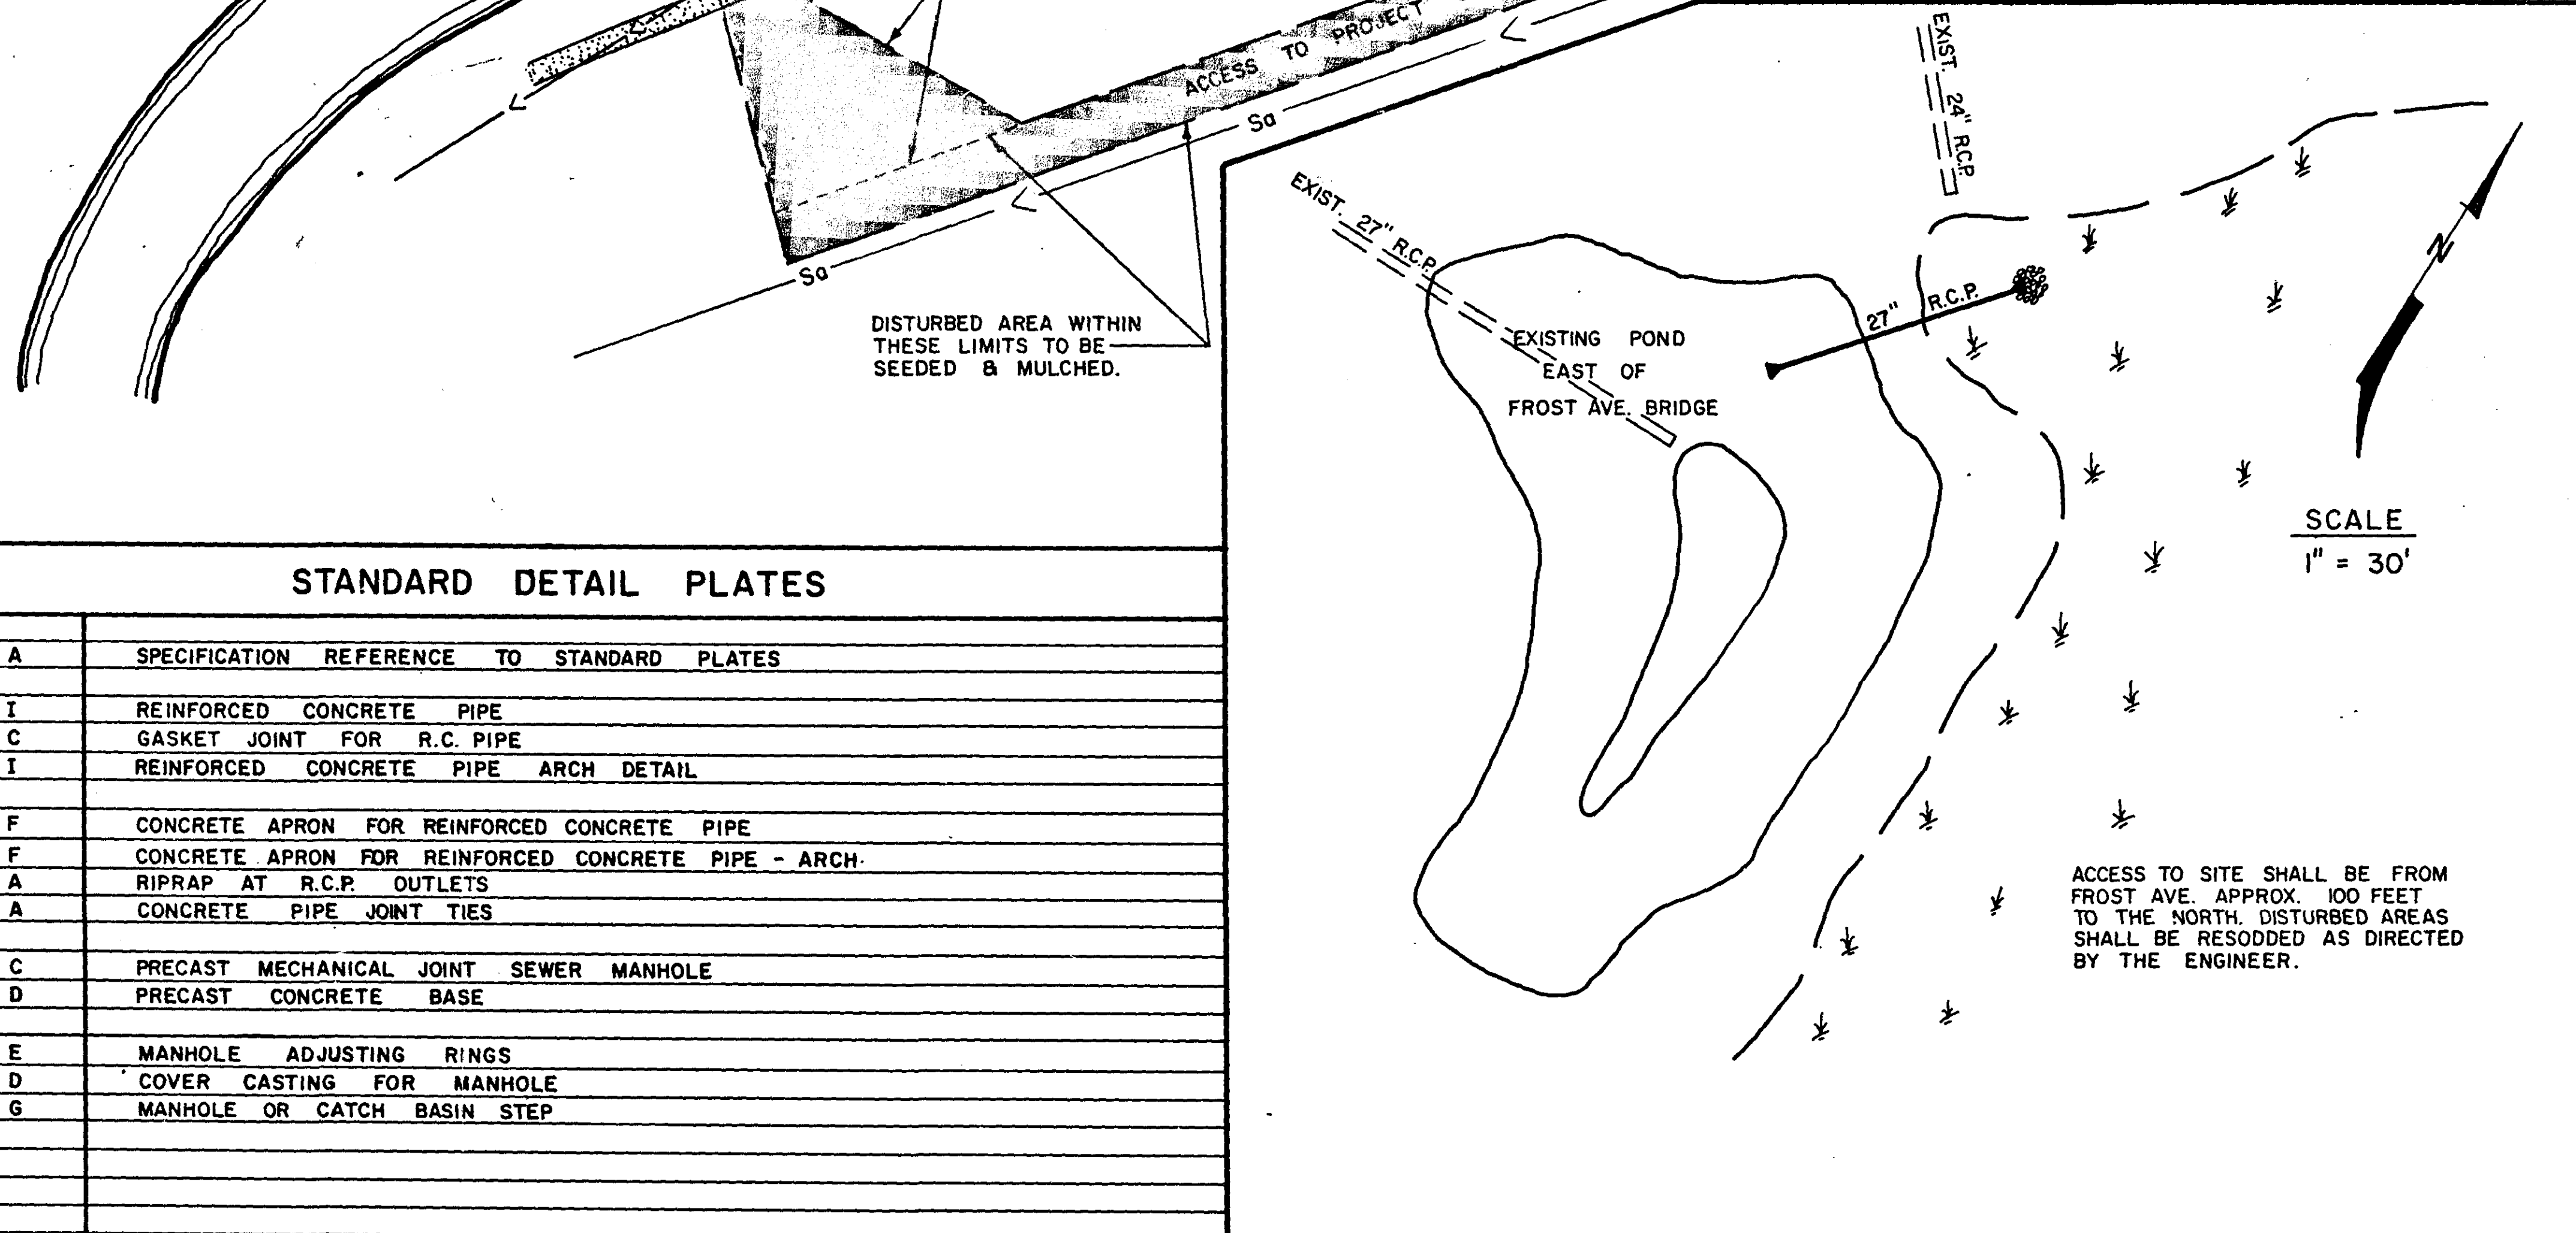 ACCESS TO PROJECT
Sa
Sa
DISTURBED AREA WITHIN
THESE LIMITS TO BE
SEEDED & MULCHED.
EXIST. 24" R.C.P.
EXIST. 27" R.C.P.
27" R.C.P.
EXISTING POND
EAST OF
FROST AVE. BRIDGE
N
SCALE
1" = 30'
ACCESS TO SITE SHALL BE FROM
FROST AVE. APPROX. 100 FEET
TO THE NORTH. DISTURBED AREAS
SHALL BE RESODDED AS DIRECTED
BY THE ENGINEER.
STANDARD DETAIL PLATES
A SPECIFICATION REFERENCE TO STANDARD PLATES
I REINFORCED CONCRETE PIPE
C GASKET JOINT FOR R.C. PIPE
I REINFORCED CONCRETE PIPE ARCH DETAIL
F CONCRETE APRON FOR REINFORCED CONCRETE PIPE
F CONCRETE APRON FOR REINFORCED CONCRETE PIPE - ARCH
A RIPRAP AT R.C.P. OUTLETS
A CONCRETE PIPE JOINT TIES
C PRECAST MECHANICAL JOINT SEWER MANHOLE
D PRECAST CONCRETE BASE
E MANHOLE ADJUSTING RINGS
D COVER CASTING FOR MANHOLE
G MANHOLE OR CATCH BASIN STEP